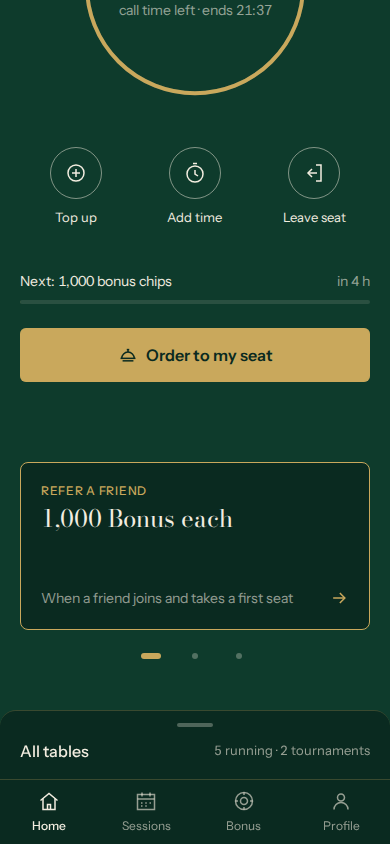 call time left · ends 21:37
Top up
Add time
Leave seat
Next: 1,000 bonus chips
in 4 h
Order to my seat
REFER A FRIEND
1,000 Bonus each
When a friend joins and takes a first seat
All tables
5 running · 2 tournaments
Home
Sessions
Bonus
Profile